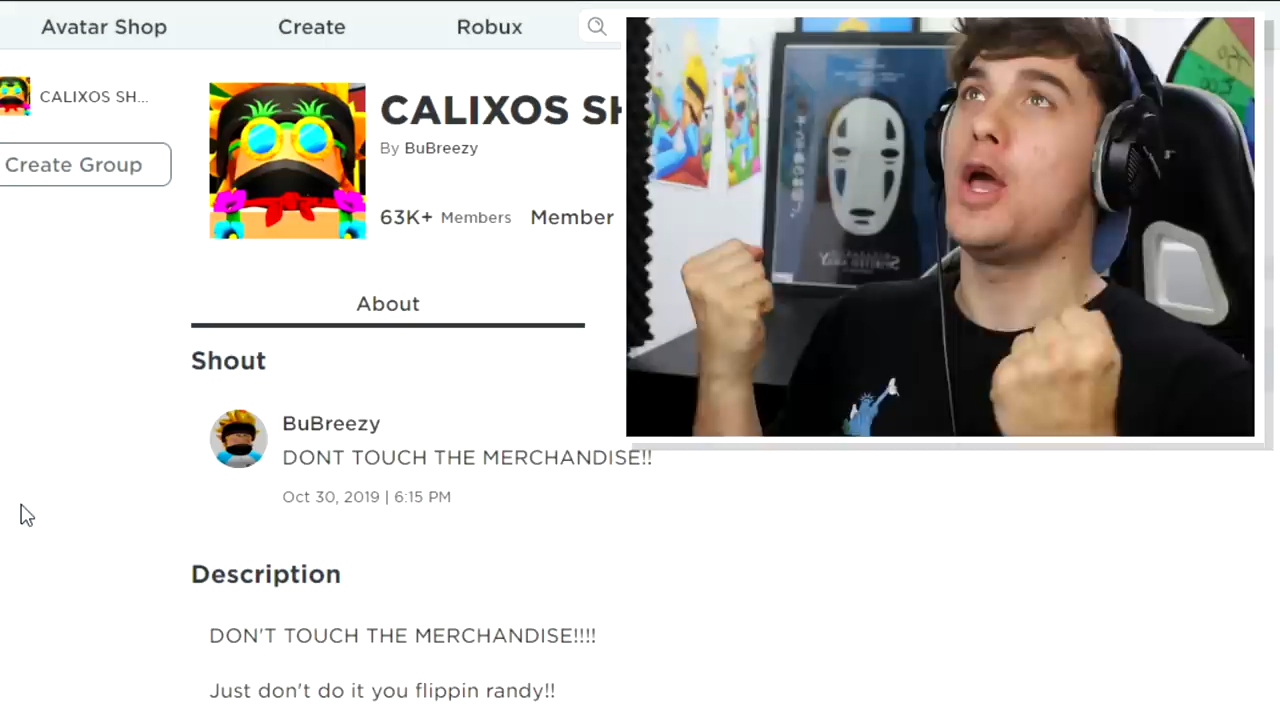 Avatar Shop Create Robux
CALIXOS SH...
Create Group
CALIXOS SH
By BuBreezy
63K+ Members Member
About
Shout
BuBreezy
DONT TOUCH THE MERCHANDISE!!
Oct 30, 2019 | 6:15 PM
Description
DON'T TOUCH THE MERCHANDISE!!!!
Just don't do it you flippin randy!!